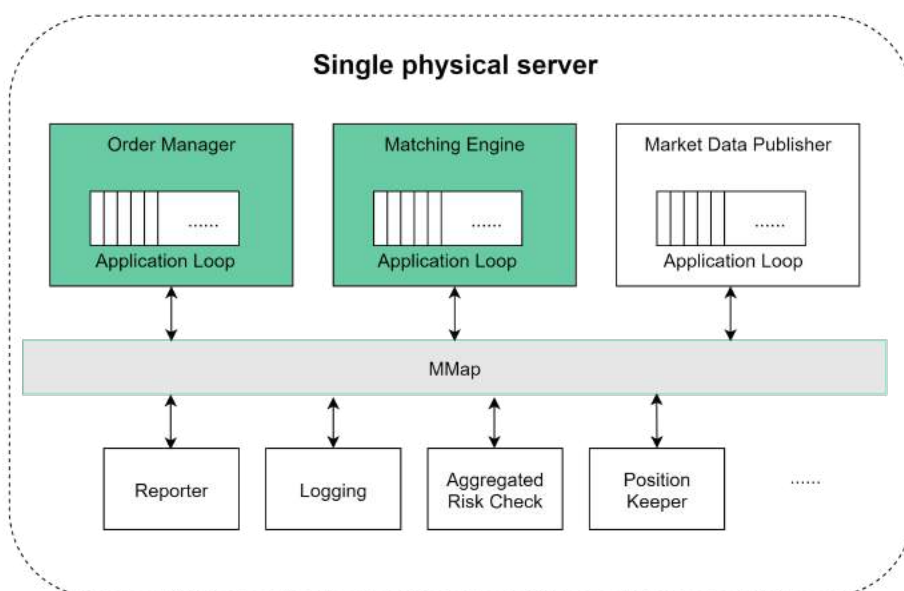 Single physical server
Order Manager
Matching Engine
Market Data Publisher
......
......
......
Application Loop
Application Loop
Application Loop
MMap
Reporter
Logging
Aggregated
Risk Check
Position
Keeper
......